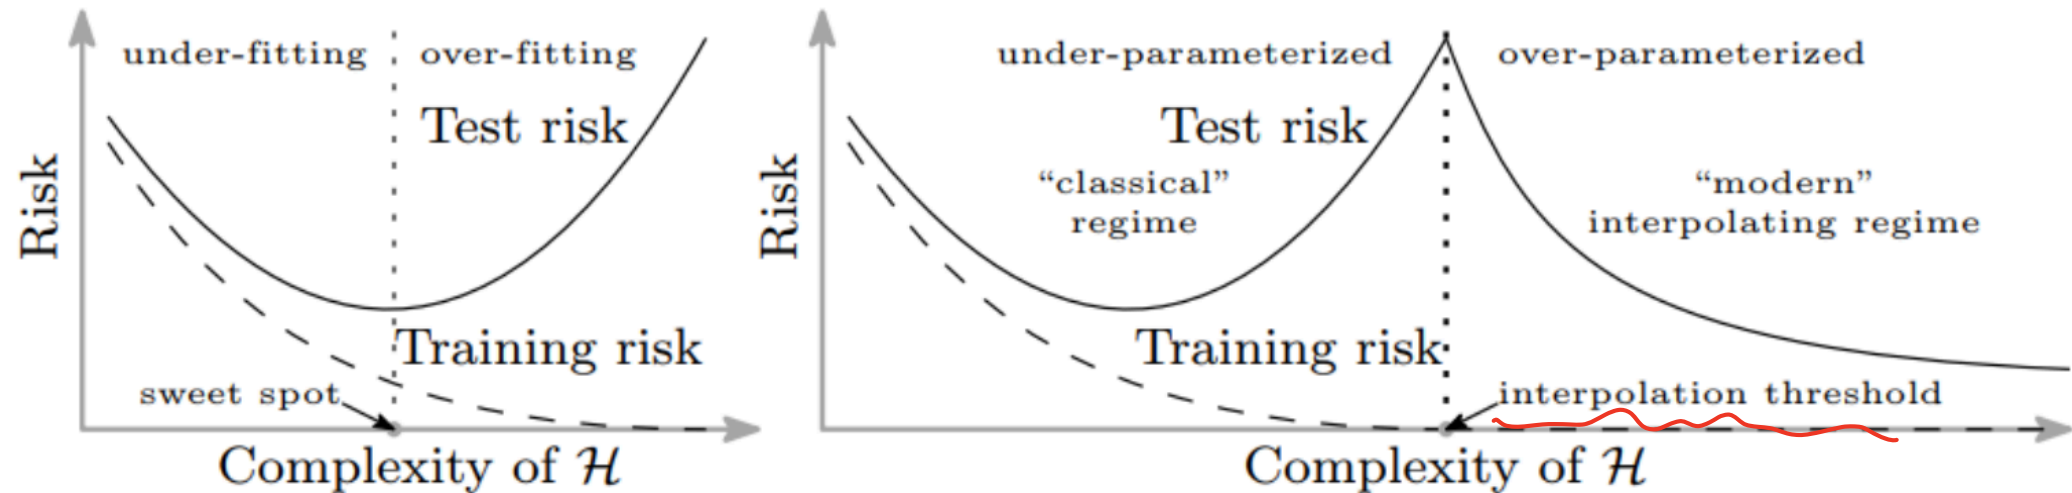 under-fitting
over-fitting
Test risk
Risk
Training risk
sweet spot
Complexity of ℋ
under-parameterized
over-parameterized
Test risk
“classical”
regime
“modern”
interpolating regime
Risk
Training risk
interpolation threshold
Complexity of ℋ